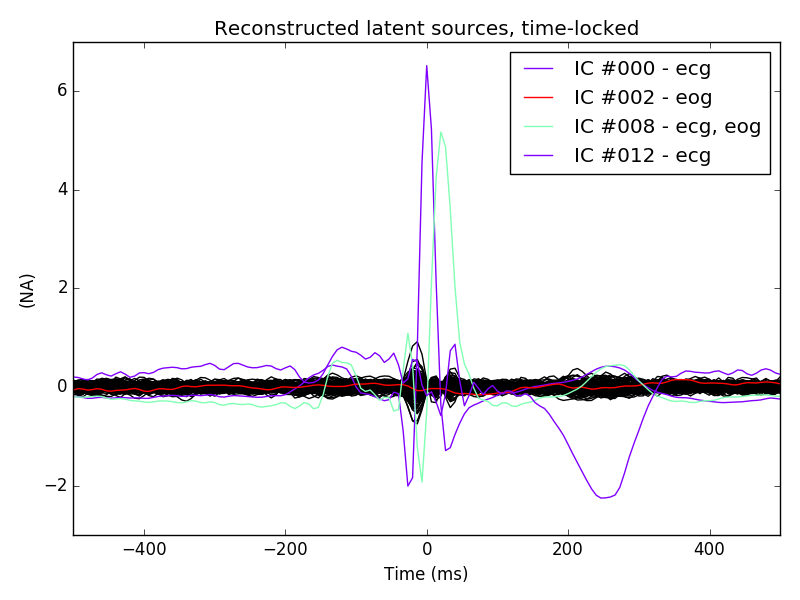 Reconstructed latent sources, time-locked
IC #000 - ecg
IC #002 - eog
IC #008 - ecg, eog
IC #012 - ecg
6
4
2
0
−2
(NA)
−400
−200
0
200
400
Time (ms)